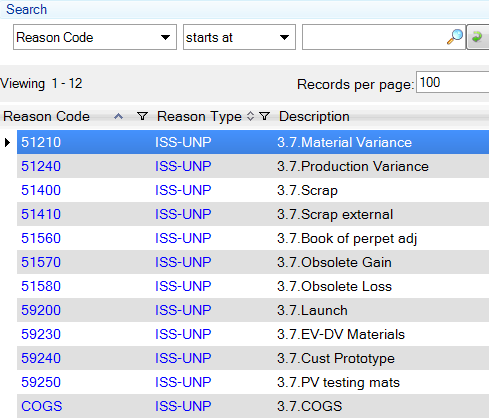 Search
Reason Code starts at
Viewing 1 - 12 Records per page: 100
Reason Code Reason Type Description
51210 ISS-UNP 3.7.Material Variance
51240 ISS-UNP 3.7.Production Variance
51400 ISS-UNP 3.7.Scrap
51410 ISS-UNP 3.7.Scrap external
51560 ISS-UNP 3.7.Book of perpet adj
51570 ISS-UNP 3.7.Obsolete Gain
51580 ISS-UNP 3.7.Obsolete Loss
59200 ISS-UNP 3.7.Launch
59230 ISS-UNP 3.7.EV-DV Materials
59240 ISS-UNP 3.7.Cust Prototype
59250 ISS-UNP 3.7.PV testing mats
COGS ISS-UNP 3.7.COGS